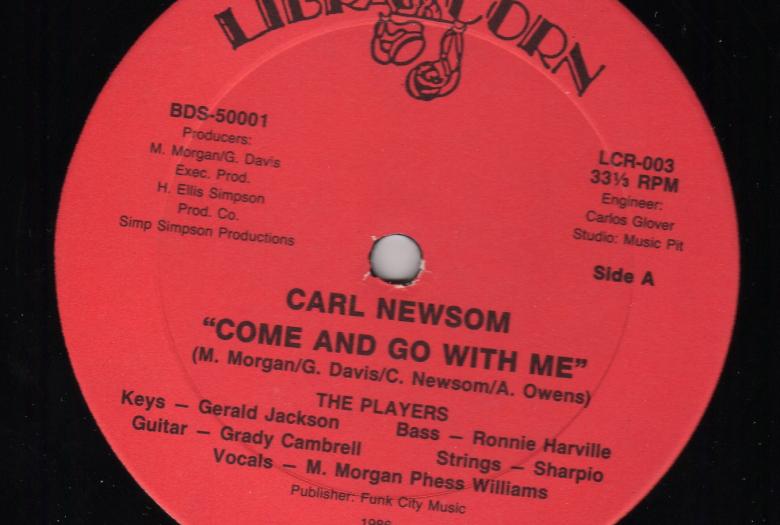 LIBRA CORN
BDS-50001
Producers:
M. Morgan/G. Davis
Exec. Prod.
H. Ellis Simpson
Prod. Co.
Simp Simpson Productions
LCR-003
33⅓ RPM
Engineer:
Carlos Glover
Studio: Music Pit
Side A
CARL NEWSOM
“COME AND GO WITH ME”
(M. Morgan/G. Davis/C. Newsom/A. Owens)
THE PLAYERS
Keys — Gerald Jackson Bass — Ronnie Harville
Guitar — Grady Cambrell Strings — Sharpio
Vocals — M. Morgan Phess Williams
Publisher: Funk City Music
1986